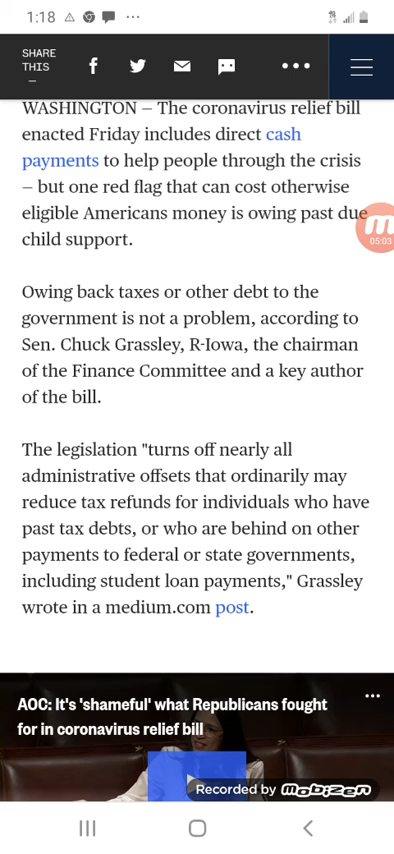 1:18
SHARE
THIS
WASHINGTON — The coronavirus relief bill
enacted Friday includes direct cash
payments to help people through the crisis
— but one red flag that can cost otherwise
eligible Americans money is owing past due
child support.
m
05:03
Owing back taxes or other debt to the
government is not a problem, according to
Sen. Chuck Grassley, R-Iowa, the chairman
of the Finance Committee and a key author
of the bill.
The legislation "turns off nearly all
administrative offsets that ordinarily may
reduce tax refunds for individuals who have
past tax debts, or who are behind on other
payments to federal or state governments,
including student loan payments," Grassley
wrote in a medium.com post.
AOC: It's 'shameful' what Republicans fought
for in coronavirus relief bill
Recorded by mobizen